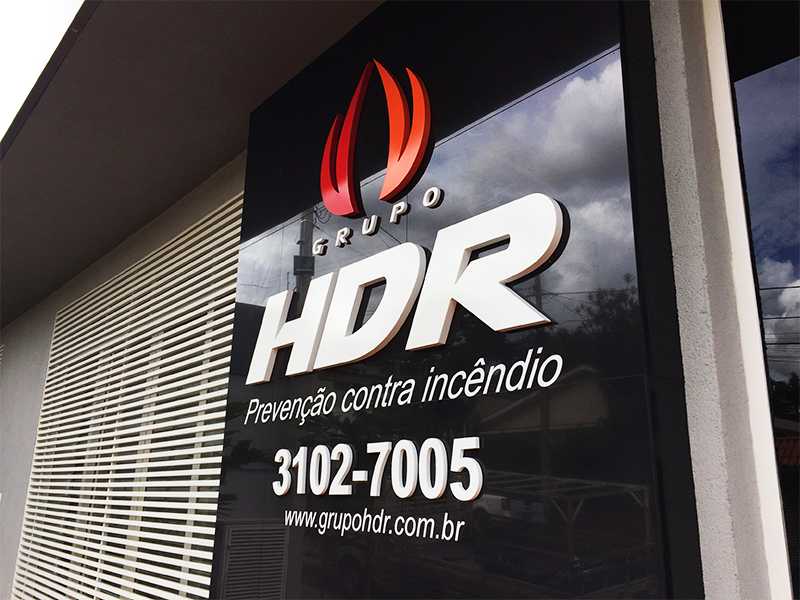 GRUPO
HDR
Prevenção contra incêndio
3102-7005
www.grupohdr.com.br